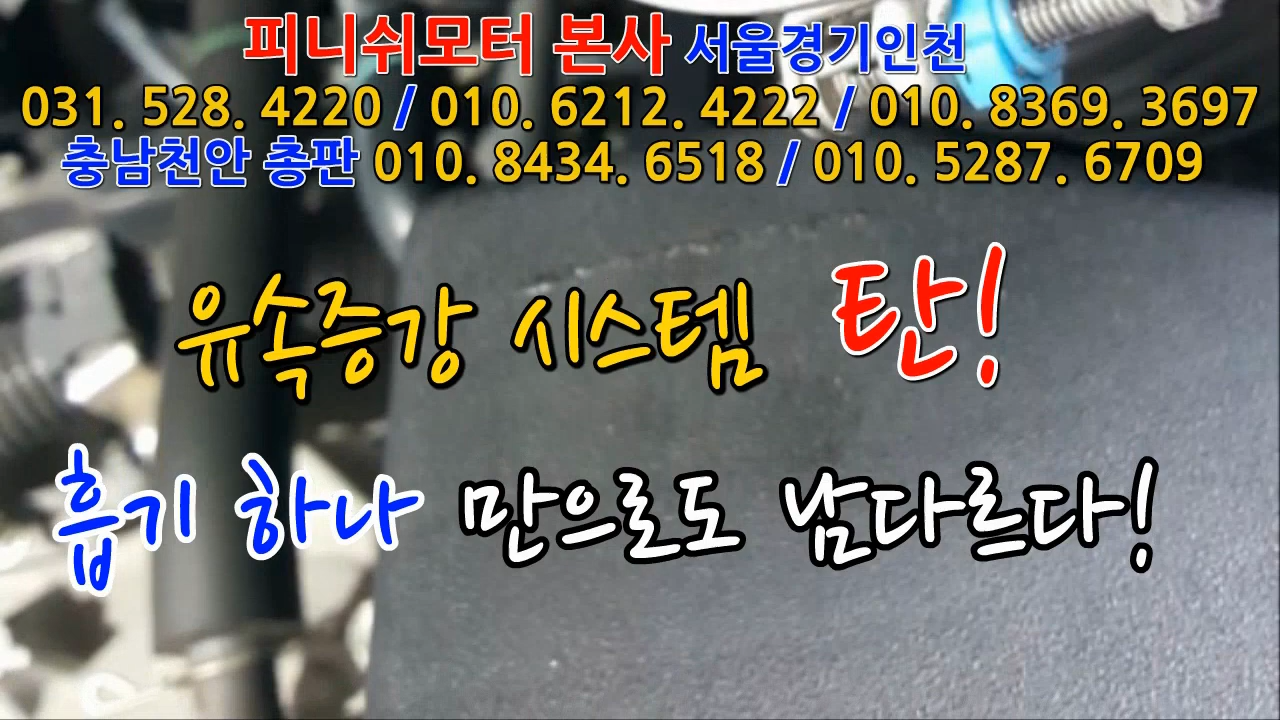 피니쉬모터 본사 서울경기인천
031. 528. 4220 / 010. 6212. 4222 / 010. 8369. 3697
충남천안 총판 010. 8434. 6518 / 010. 5287. 6709
유속증강 시스템 탄!
흡기 하나 만으로도 남다르다!